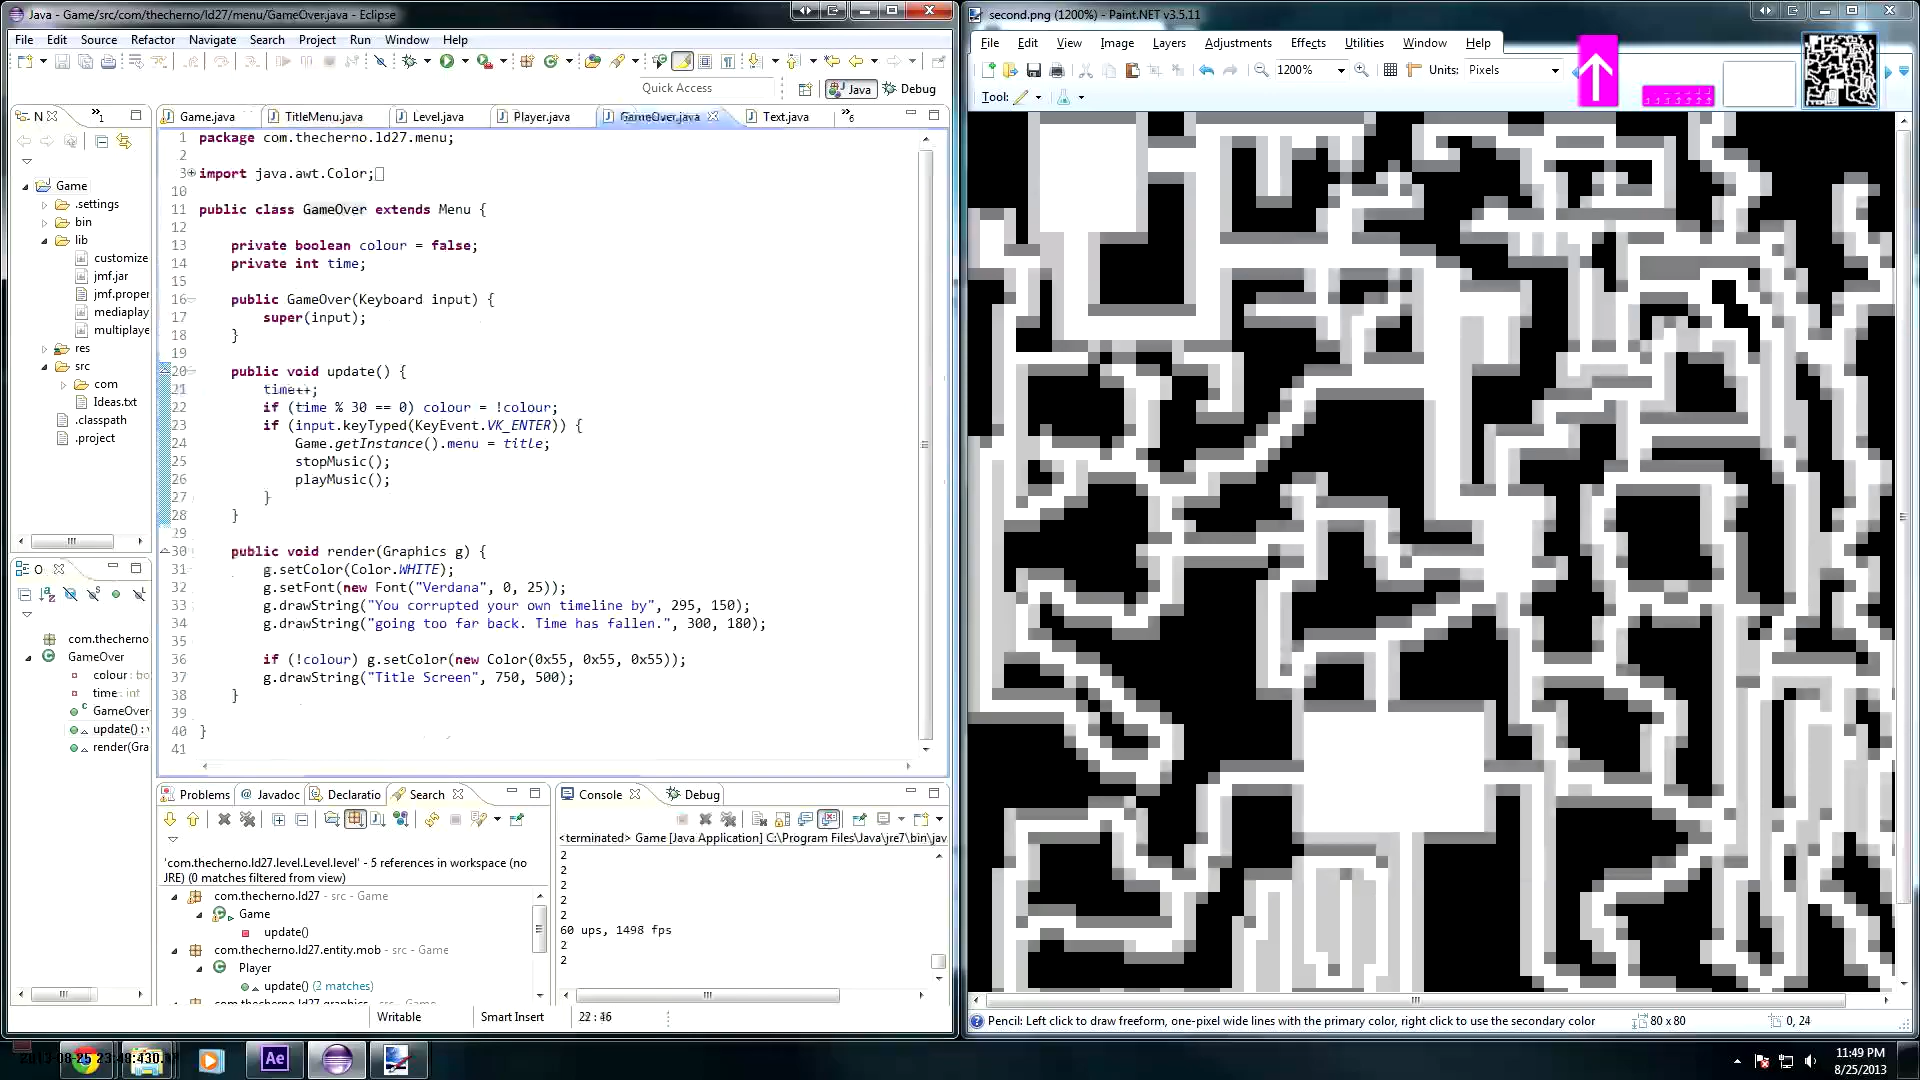 Java - Game/src/com/thecherno/ld27/menu/GameOver.java - Eclipse
File Edit Source Refactor Navigate Search Project Run Window Help
Quick Access
Java
Debug
N
1
Game
.settings
bin
lib
customize
jmf.jar
jmf.proper
mediaplay
multiplaye
res
src
com
Ideas.txt
.classpath
.project
O
com.thecherno
GameOver
colour : bo
time : int
GameOver
update() : v
render(Gra
Game.java TitleMenu.java Level.java Player.java GameOver.java Text.java 6
1 package com.thecherno.ld27.menu;
2
3 import java.awt.Color;
10
11 public class GameOver extends Menu {
12
13 private boolean colour = false;
14 private int time;
15
16 public GameOver(Keyboard input) {
17 super(input);
18 }
19
20 public void update() {
21 time++;
22 if (time % 30 == 0) colour = !colour;
23 if (input.keyTyped(KeyEvent.VK_ENTER)) {
24 Game.getInstance().menu = title;
25 stopMusic();
26 playMusic();
27 }
28 }
29
30 public void render(Graphics g) {
31 g.setColor(Color.WHITE);
32 g.setFont(new Font("Verdana", 0, 25));
33 g.drawString("You corrupted your own timeline by", 295, 150);
34 g.drawString("going too far back. Time has fallen.", 300, 180);
35
36 if (!colour) g.setColor(new Color(0x55, 0x55, 0x55));
37 g.drawString("Title Screen", 750, 500);
38 }
39
40 }
41
Problems @ Javadoc Declaratio Search
'com.thecherno.ld27.level.Level.level' - 5 references in workspace (no
JRE) (0 matches filtered from view)
com.thecherno.ld27 - src - Game
Game
update()
com.thecherno.ld27.entity.mob - src - Game
Player
update() (2 matches)
com.thecherno.ld27.graphics - src - Game
Console Debug
<terminated> Game [Java Application] C:\Program Files\Java\jre7\bin\jav
2
2
2
2
2
60 ups, 1498 fps
2
2
Writable Smart Insert 22 : 46
second.png (1200%) - Paint.NET v3.5.11
File Edit View Image Layers Adjustments Effects Utilities Window Help
1200%
Units: Pixels
Tool:
Pencil: Left click to draw freeform, one-pixel wide lines with the primary color, right click to use the secondary color
80 x 80
0, 24
Ae
11:49 PM
8/25/2013